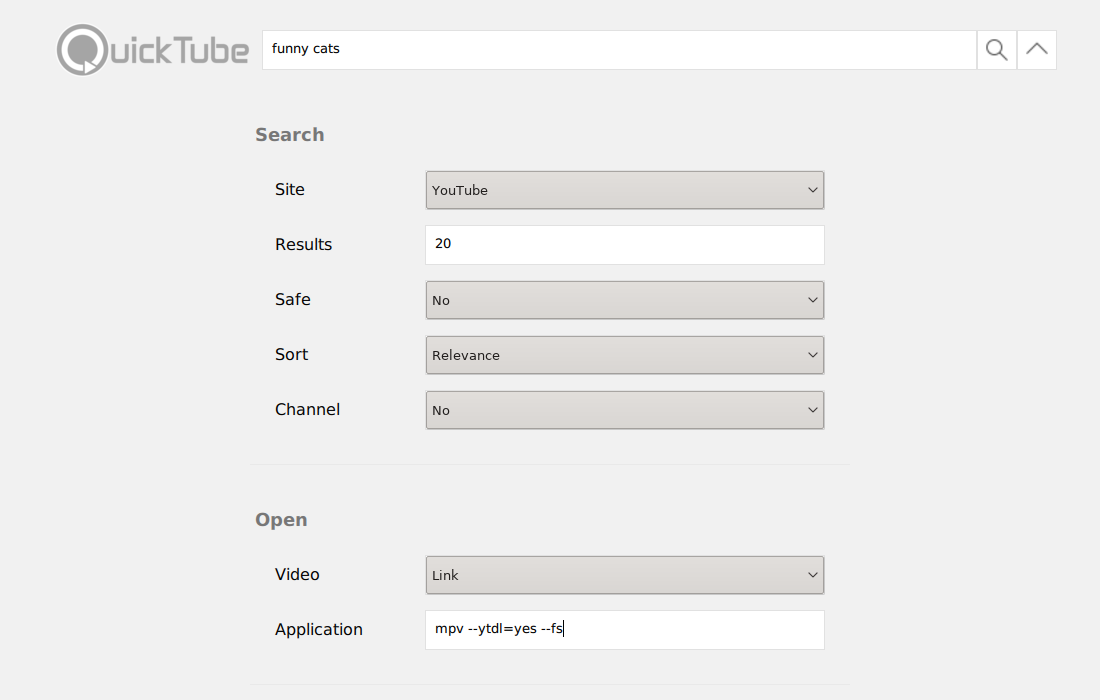 QuickTube
funny cats
Search
Site YouTube
Results 20
Safe No
Sort Relevance
Channel No
Open
Video Link
Application mpv --ytdl=yes --fs